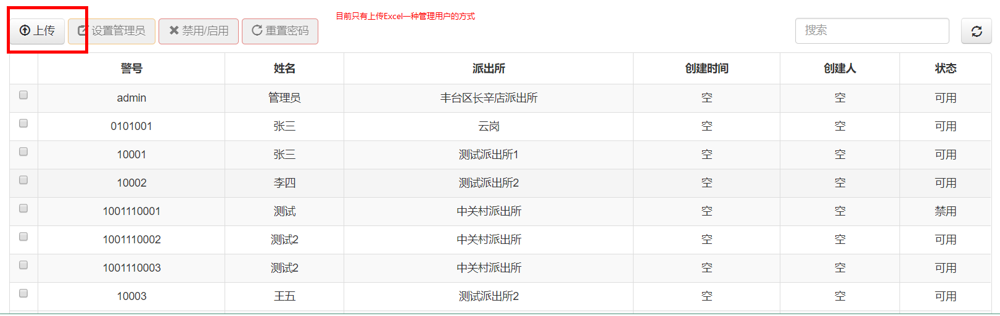 目前只有上传Excel一种管理用户的方式
上传 设置管理员 禁用/启用 重置密码 搜索
警号 姓名 派出所 创建时间 创建人 状态
admin 管理员 丰台区长辛店派出所 空 空 可用
0101001 张三 云岗 空 空 可用
10001 张三 测试派出所1 空 空 可用
10002 李四 测试派出所2 空 空 可用
1001110001 测试 中关村派出所 空 空 禁用
1001110002 测试2 中关村派出所 空 空 可用
1001110003 测试2 中关村派出所 空 空 可用
10003 王五 测试派出所2 空 空 可用